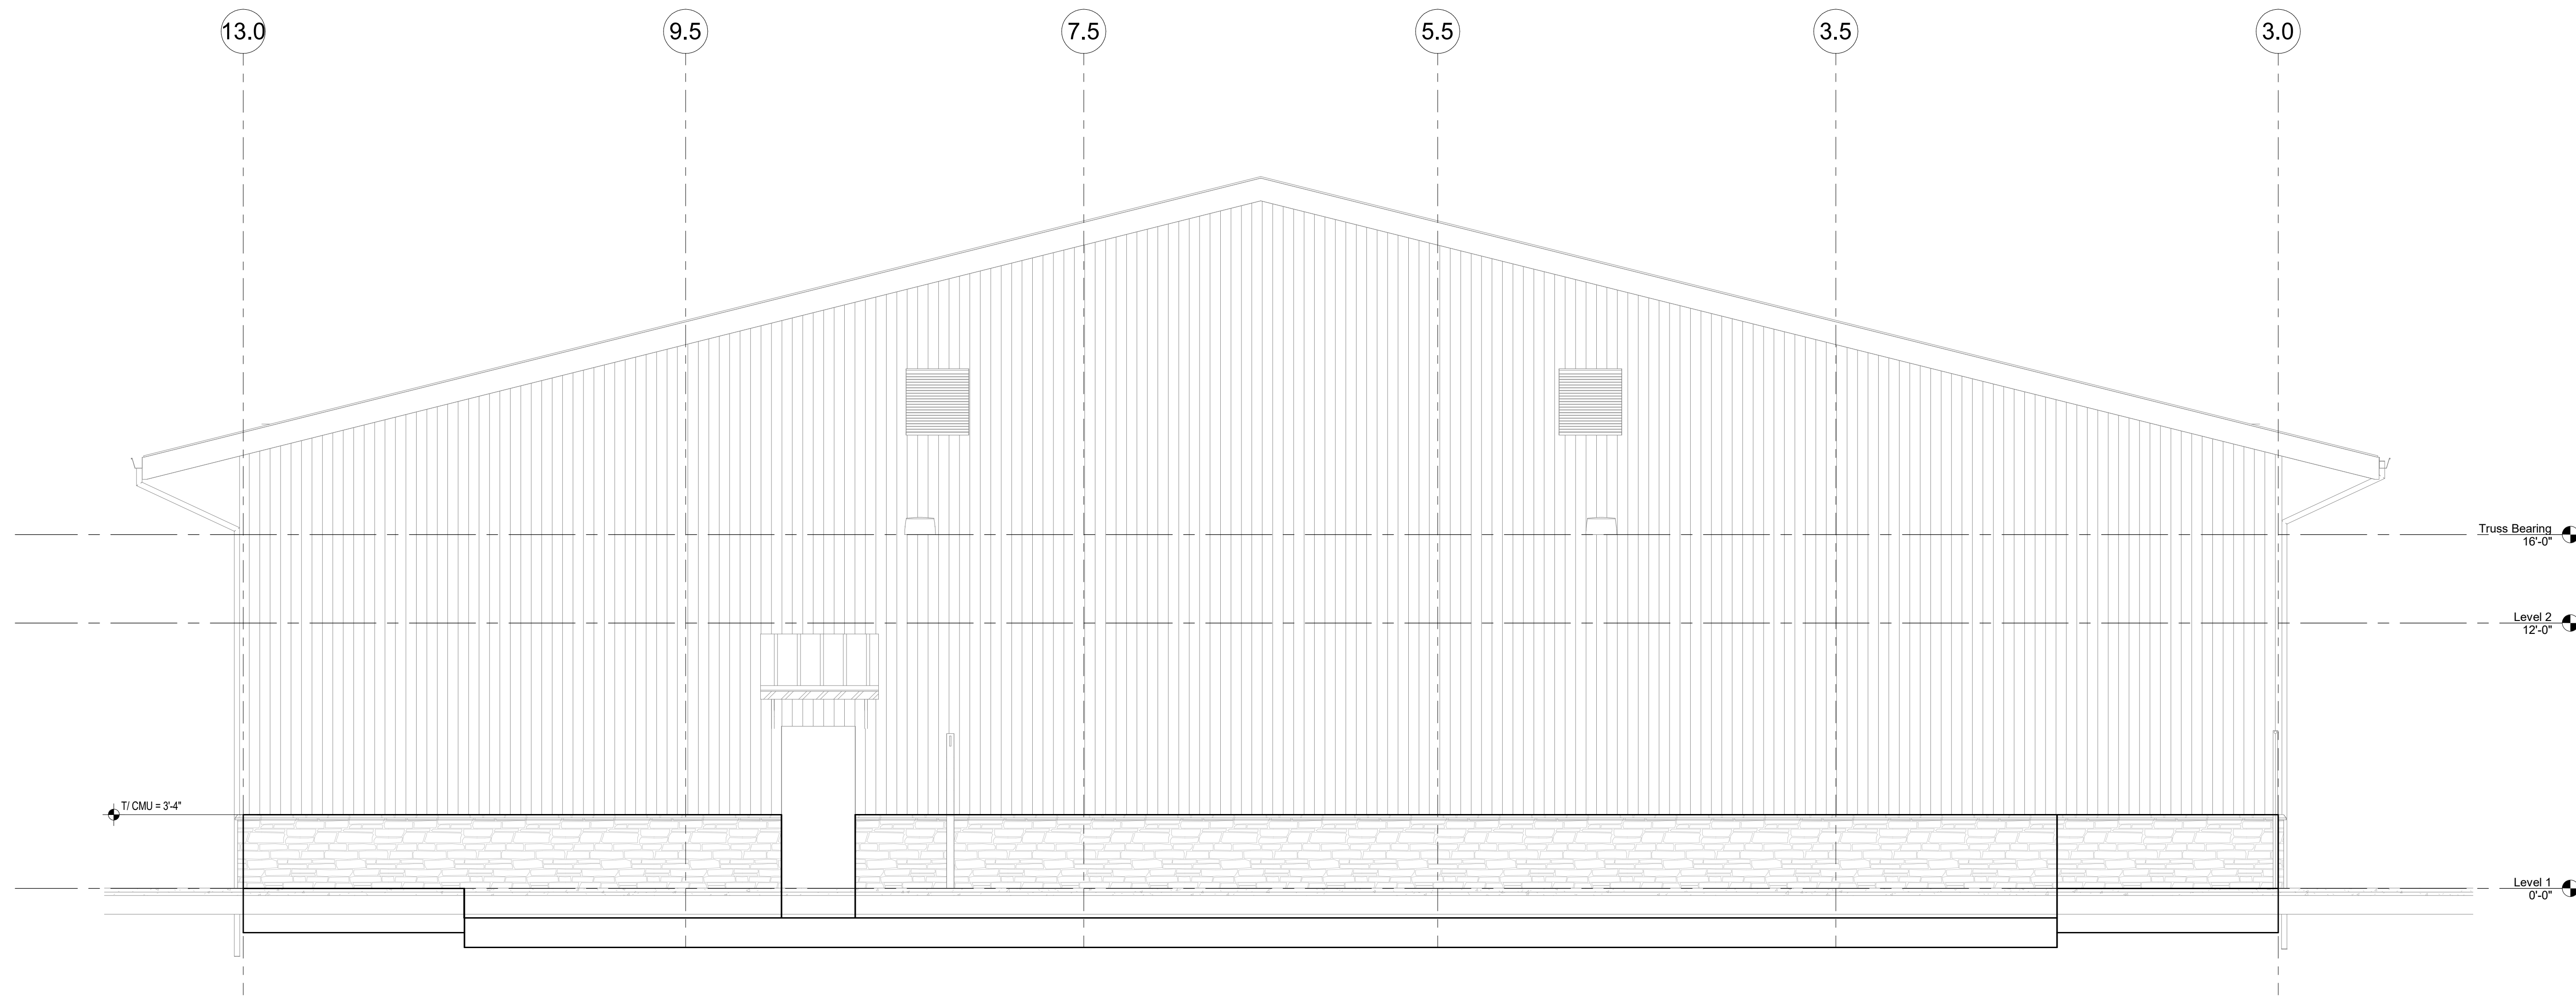 13.0
9.5
7.5
5.5
3.5
3.0
Truss Bearing
16'-0"
Level 2
12'-0"
T/ CMU = 3'-4"
Level 1
0'-0"